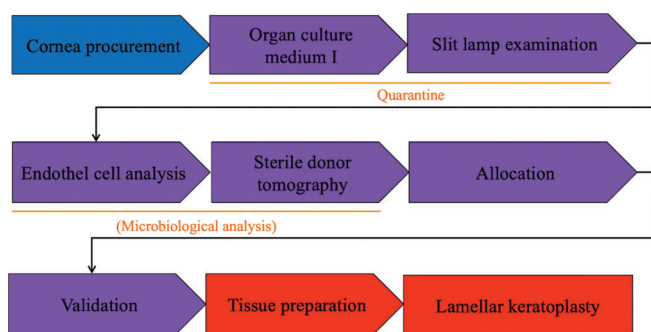 Cornea procurement
Organ culture
medium I
Slit lamp examination
Quarantine
Endothel cell analysis
Sterile donor
tomography
Allocation
(Microbiological analysis)
Validation
Tissue preparation
Lamellar keratoplasty